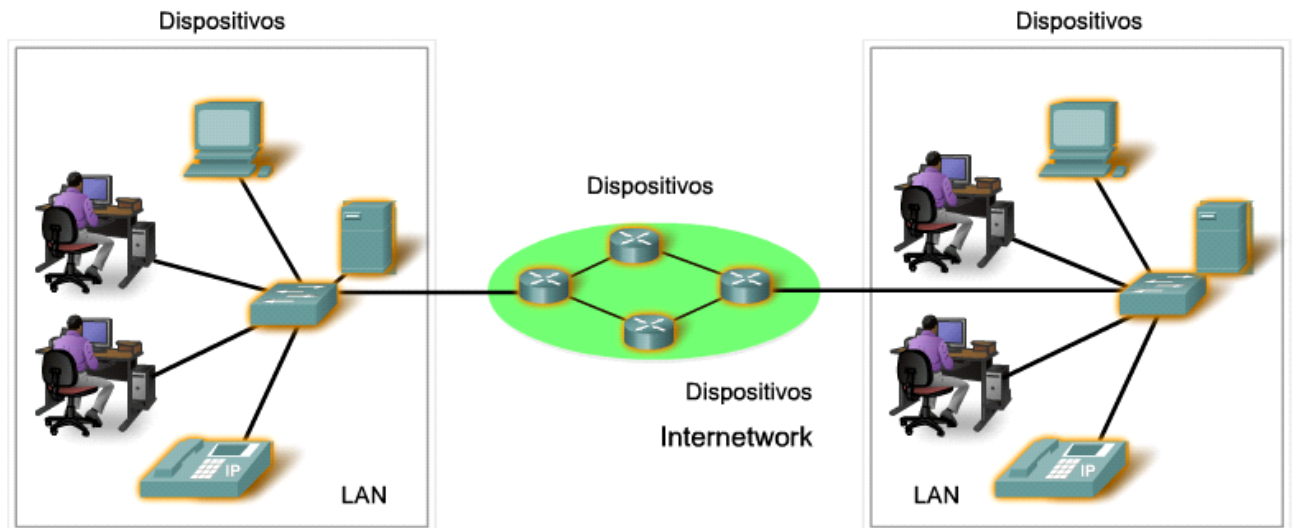 Dispositivos
Dispositivos
Dispositivos
Dispositivos
Internetwork
IP
LAN
IP
LAN